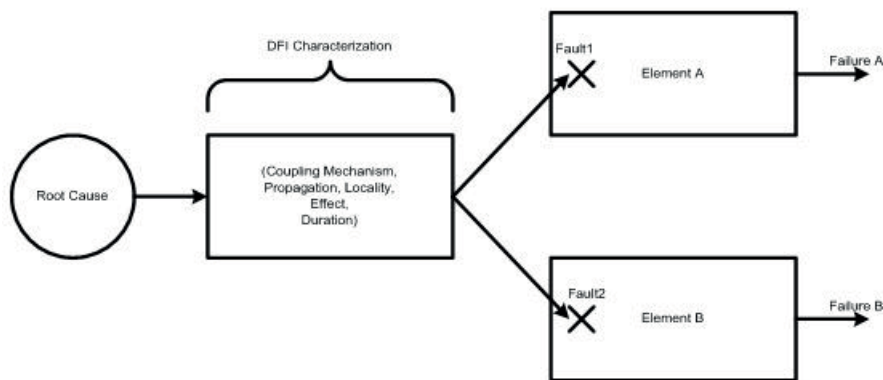 DFI Characterization
Root Cause
(Coupling Mechanism,
Propagation, Locality,
Effect,
Duration)
Fault1
Element A
Failure A
Fault2
Element B
Failure B